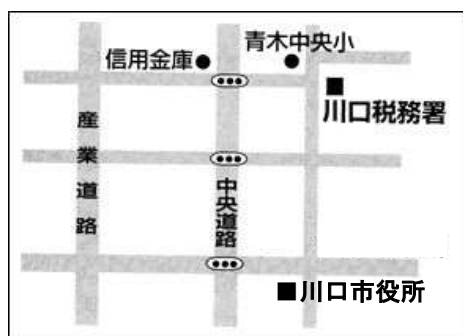 青木中央小
信用金庫
川口税務署
産業道路
中央道路
川口市役所